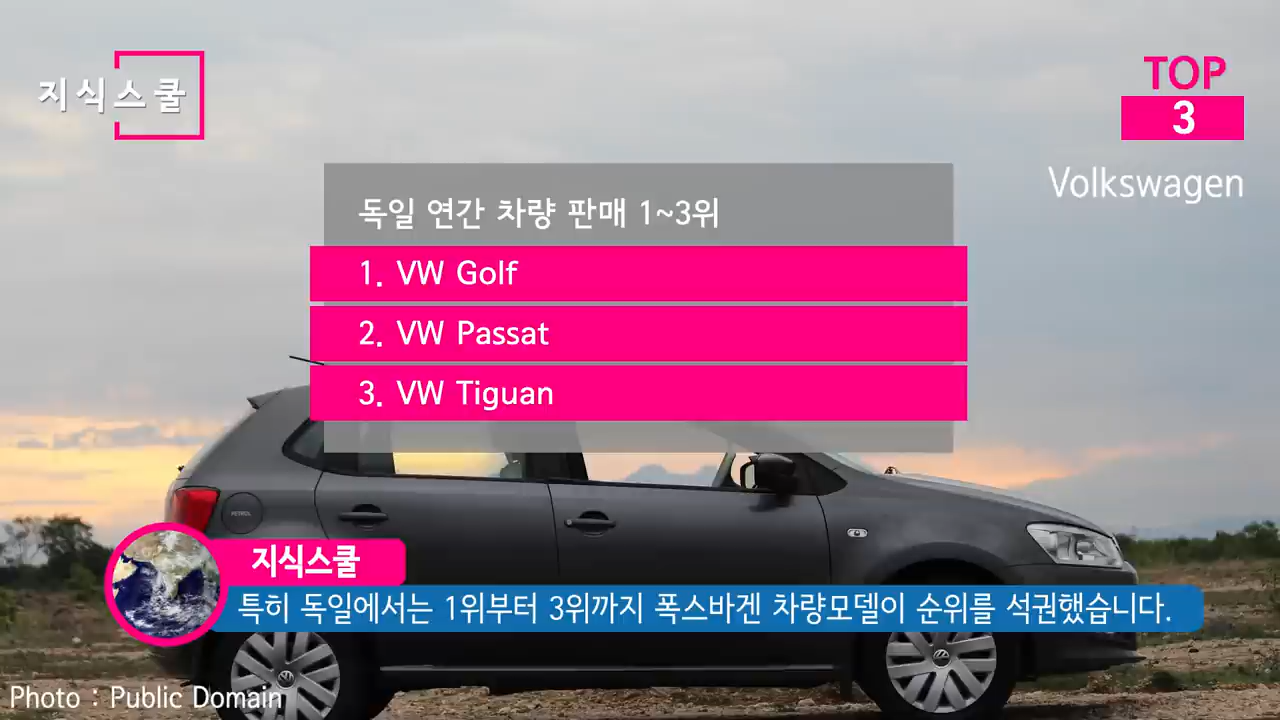 지식스쿨
TOP
3
Volkswagen
독일 연간 차량 판매 1~3위
1. VW Golf
2. VW Passat
3. VW Tiguan
PETROL
지식스쿨
특히 독일에서는 1위부터 3위까지 폭스바겐 차량모델이 순위를 석권했습니다.
Photo : Public Domain